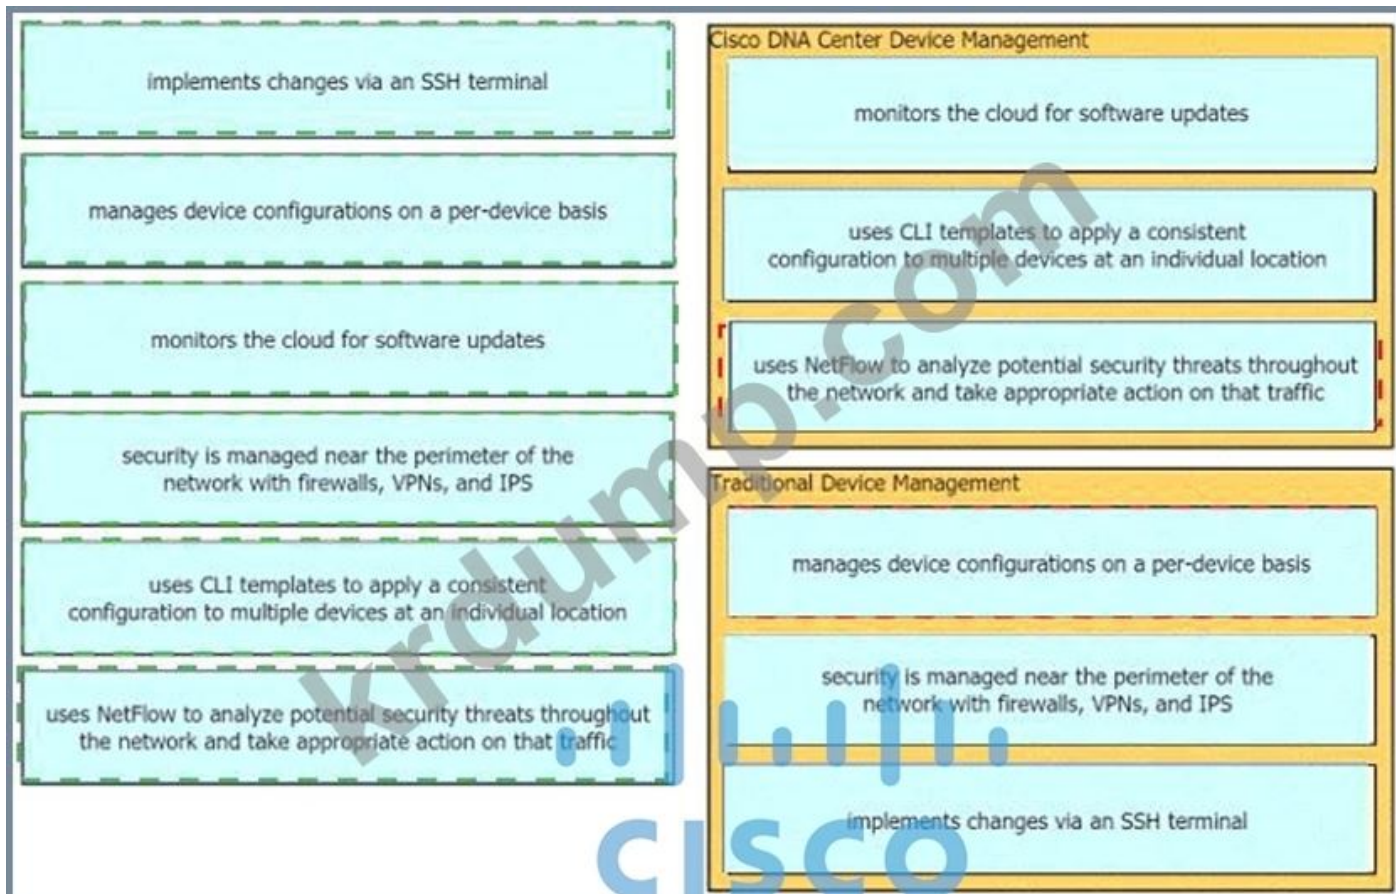 implements changes via an SSH terminal
manages device configurations on a per-device basis
monitors the cloud for software updates
security is managed near the perimeter of the
network with firewalls, VPNs, and IPS
uses CLI templates to apply a consistent
configuration to multiple devices at an individual location
uses NetFlow to analyze potential security threats throughout
the network and take appropriate action on that traffic
Cisco DNA Center Device Management
monitors the cloud for software updates
uses CLI templates to apply a consistent
configuration to multiple devices at an individual location
uses NetFlow to analyze potential security threats throughout
the network and take appropriate action on that traffic
Traditional Device Management
manages device configurations on a per-device basis
security is managed near the perimeter of the
network with firewalls, VPNs, and IPS
implements changes via an SSH terminal
krdump.com
CISCO